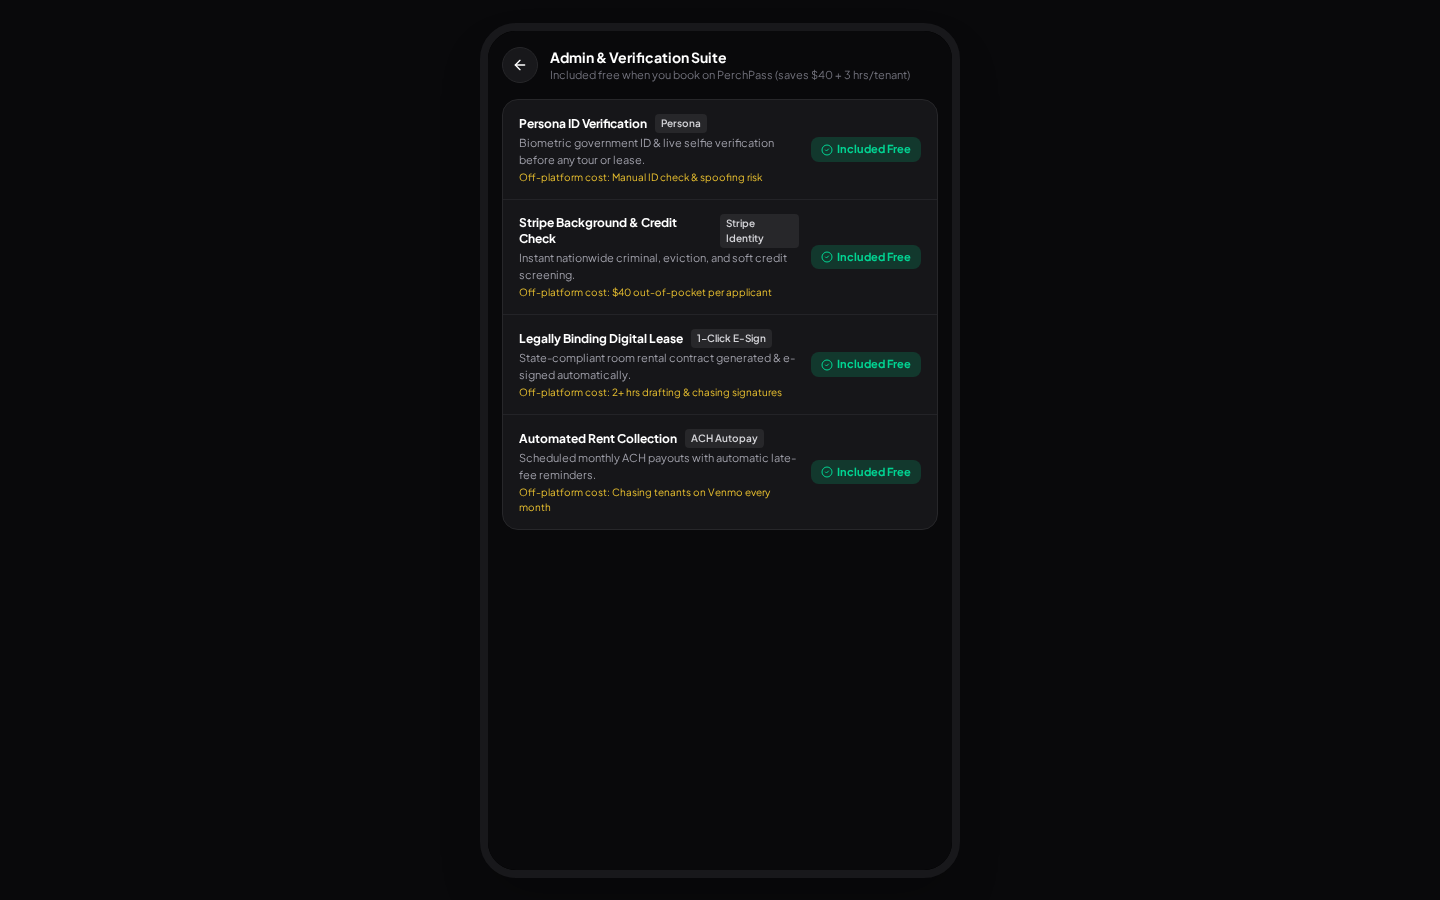 Admin & Verification Suite
Included free when you book on PerchPass (saves $40 + 3 hrs/tenant)
Persona ID Verification Persona
Biometric government ID & live selfie verification
before any tour or lease.
Off-platform cost: Manual ID check & spoofing risk
Included Free
Stripe Background & Credit
Check
Stripe
Identity
Instant nationwide criminal, eviction, and soft credit
screening.
Off-platform cost: $40 out-of-pocket per applicant
Included Free
Legally Binding Digital Lease 1-Click E-Sign
State-compliant room rental contract generated & e-
signed automatically.
Off-platform cost: 2+ hrs drafting & chasing signatures
Included Free
Automated Rent Collection ACH Autopay
Scheduled monthly ACH payouts with automatic late-
fee reminders.
Off-platform cost: Chasing tenants on Venmo every
month
Included Free